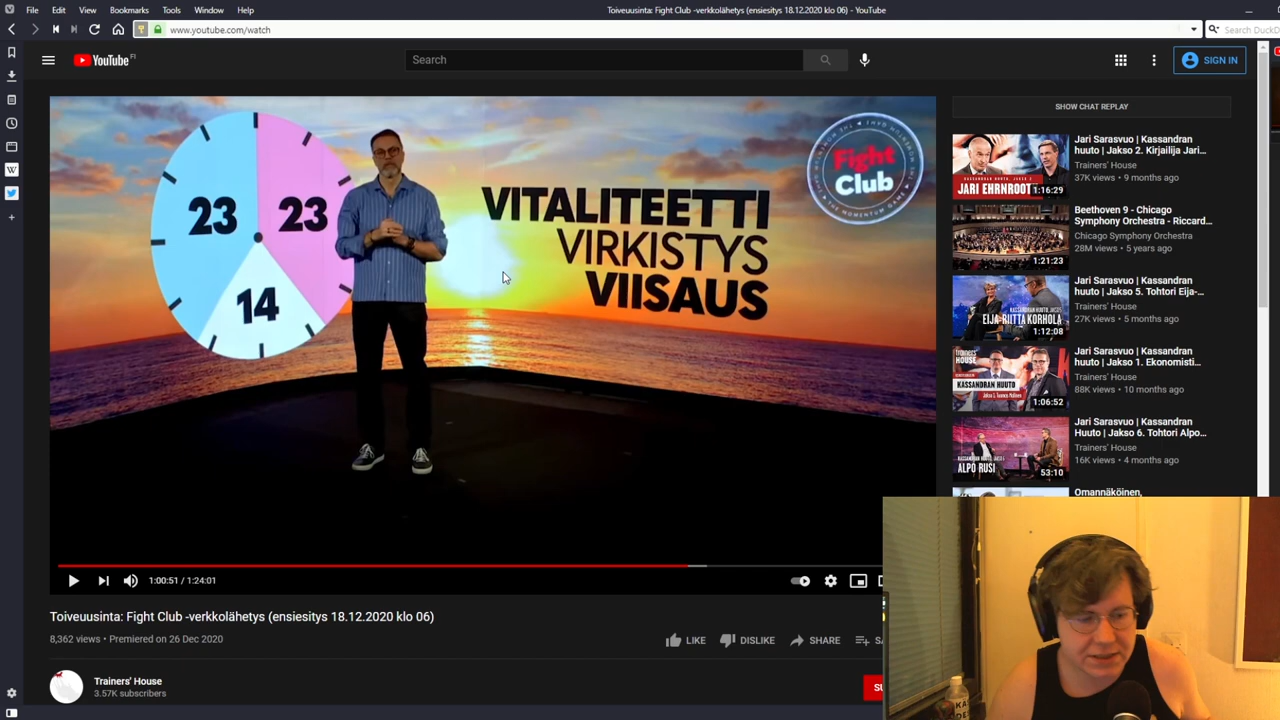 File Edit View Bookmarks Tools Window Help
Toiveuusinta: Fight Club -verkkolähetys (ensiesitys 18.12.2020 klo 06) - YouTube
www.youtube.com/watch
Search DuckD
YouTube FI
Search
SIGN IN
23
23
14
VITALITEETTI
VIRKISTYS
VIISAUS
Fight
Club
1:00:51 / 1:24:01
Toiveuusinta: Fight Club -verkkolähetys (ensiesitys 18.12.2020 klo 06)
8,362 views • Premiered on 26 Dec 2020
LIKE
DISLIKE
SHARE
SA
Trainers' House
3.57K subscribers
SU
SHOW CHAT REPLAY
JARI EHRNROOT
1:16:29
Jari Sarasvuo | Kassandran
huuto | Jakso 2. Kirjailija Jari...
Trainers' House
37K views • 9 months ago
1:21:23
Beethoven 9 - Chicago
Symphony Orchestra - Riccard...
Chicago Symphony Orchestra
28M views • 5 years ago
EIJA-RIITTA KORHOLA
1:12:08
Jari Sarasvuo | Kassandran
huuto | Jakso 5. Tohtori Eija-...
Trainers' House
27K views • 5 months ago
KASSANDRAN HUUTO
1:06:52
Jari Sarasvuo | Kassandran
huuto | Jakso 1. Ekonomisti...
Trainers' House
88K views • 10 months ago
ALPO RUSI
53:10
Jari Sarasvuo | Kassandran
Huuto | Jakso 6. Tohtori Alpo...
Trainers' House
16K views • 4 months ago
Omannäköinen,